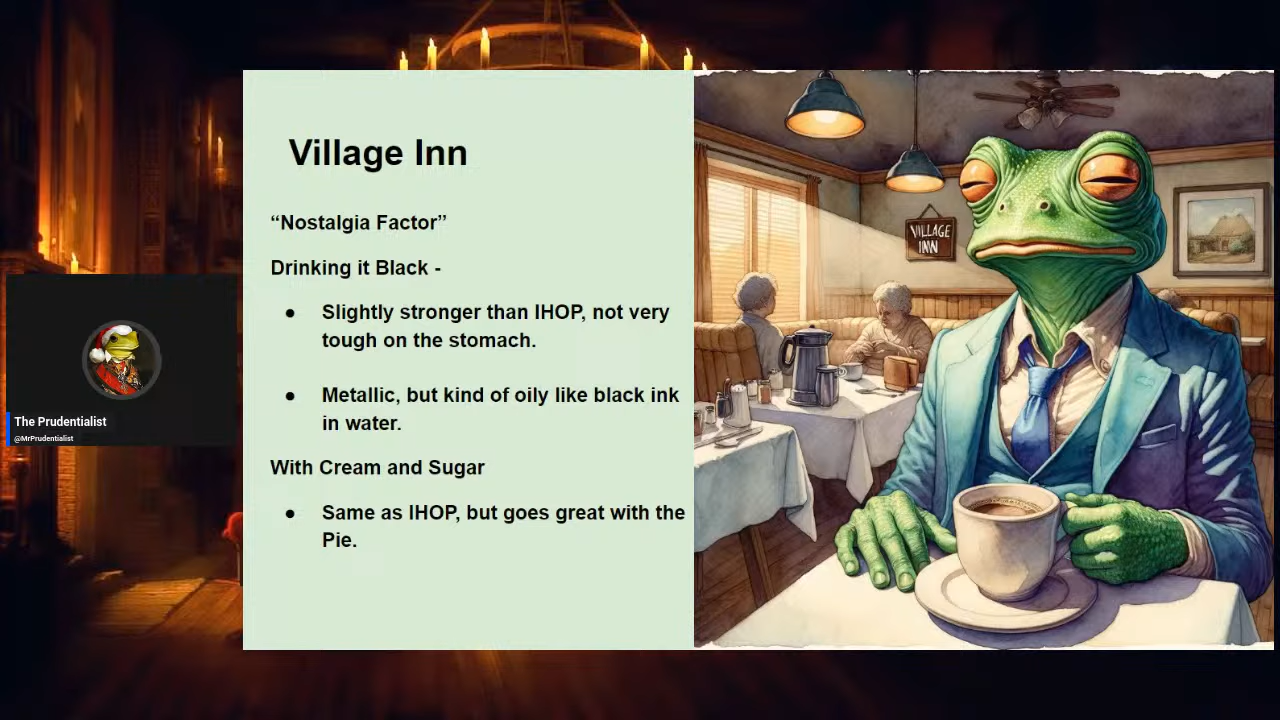 Village Inn
“Nostalgia Factor”
Drinking it Black -
● Slightly stronger than IHOP, not very
tough on the stomach.
● Metallic, but kind of oily like black ink
in water.
With Cream and Sugar
● Same as IHOP, but goes great with the
Pie.
VILLAGE
INN
The Prudentialist
@MrPrudentialist